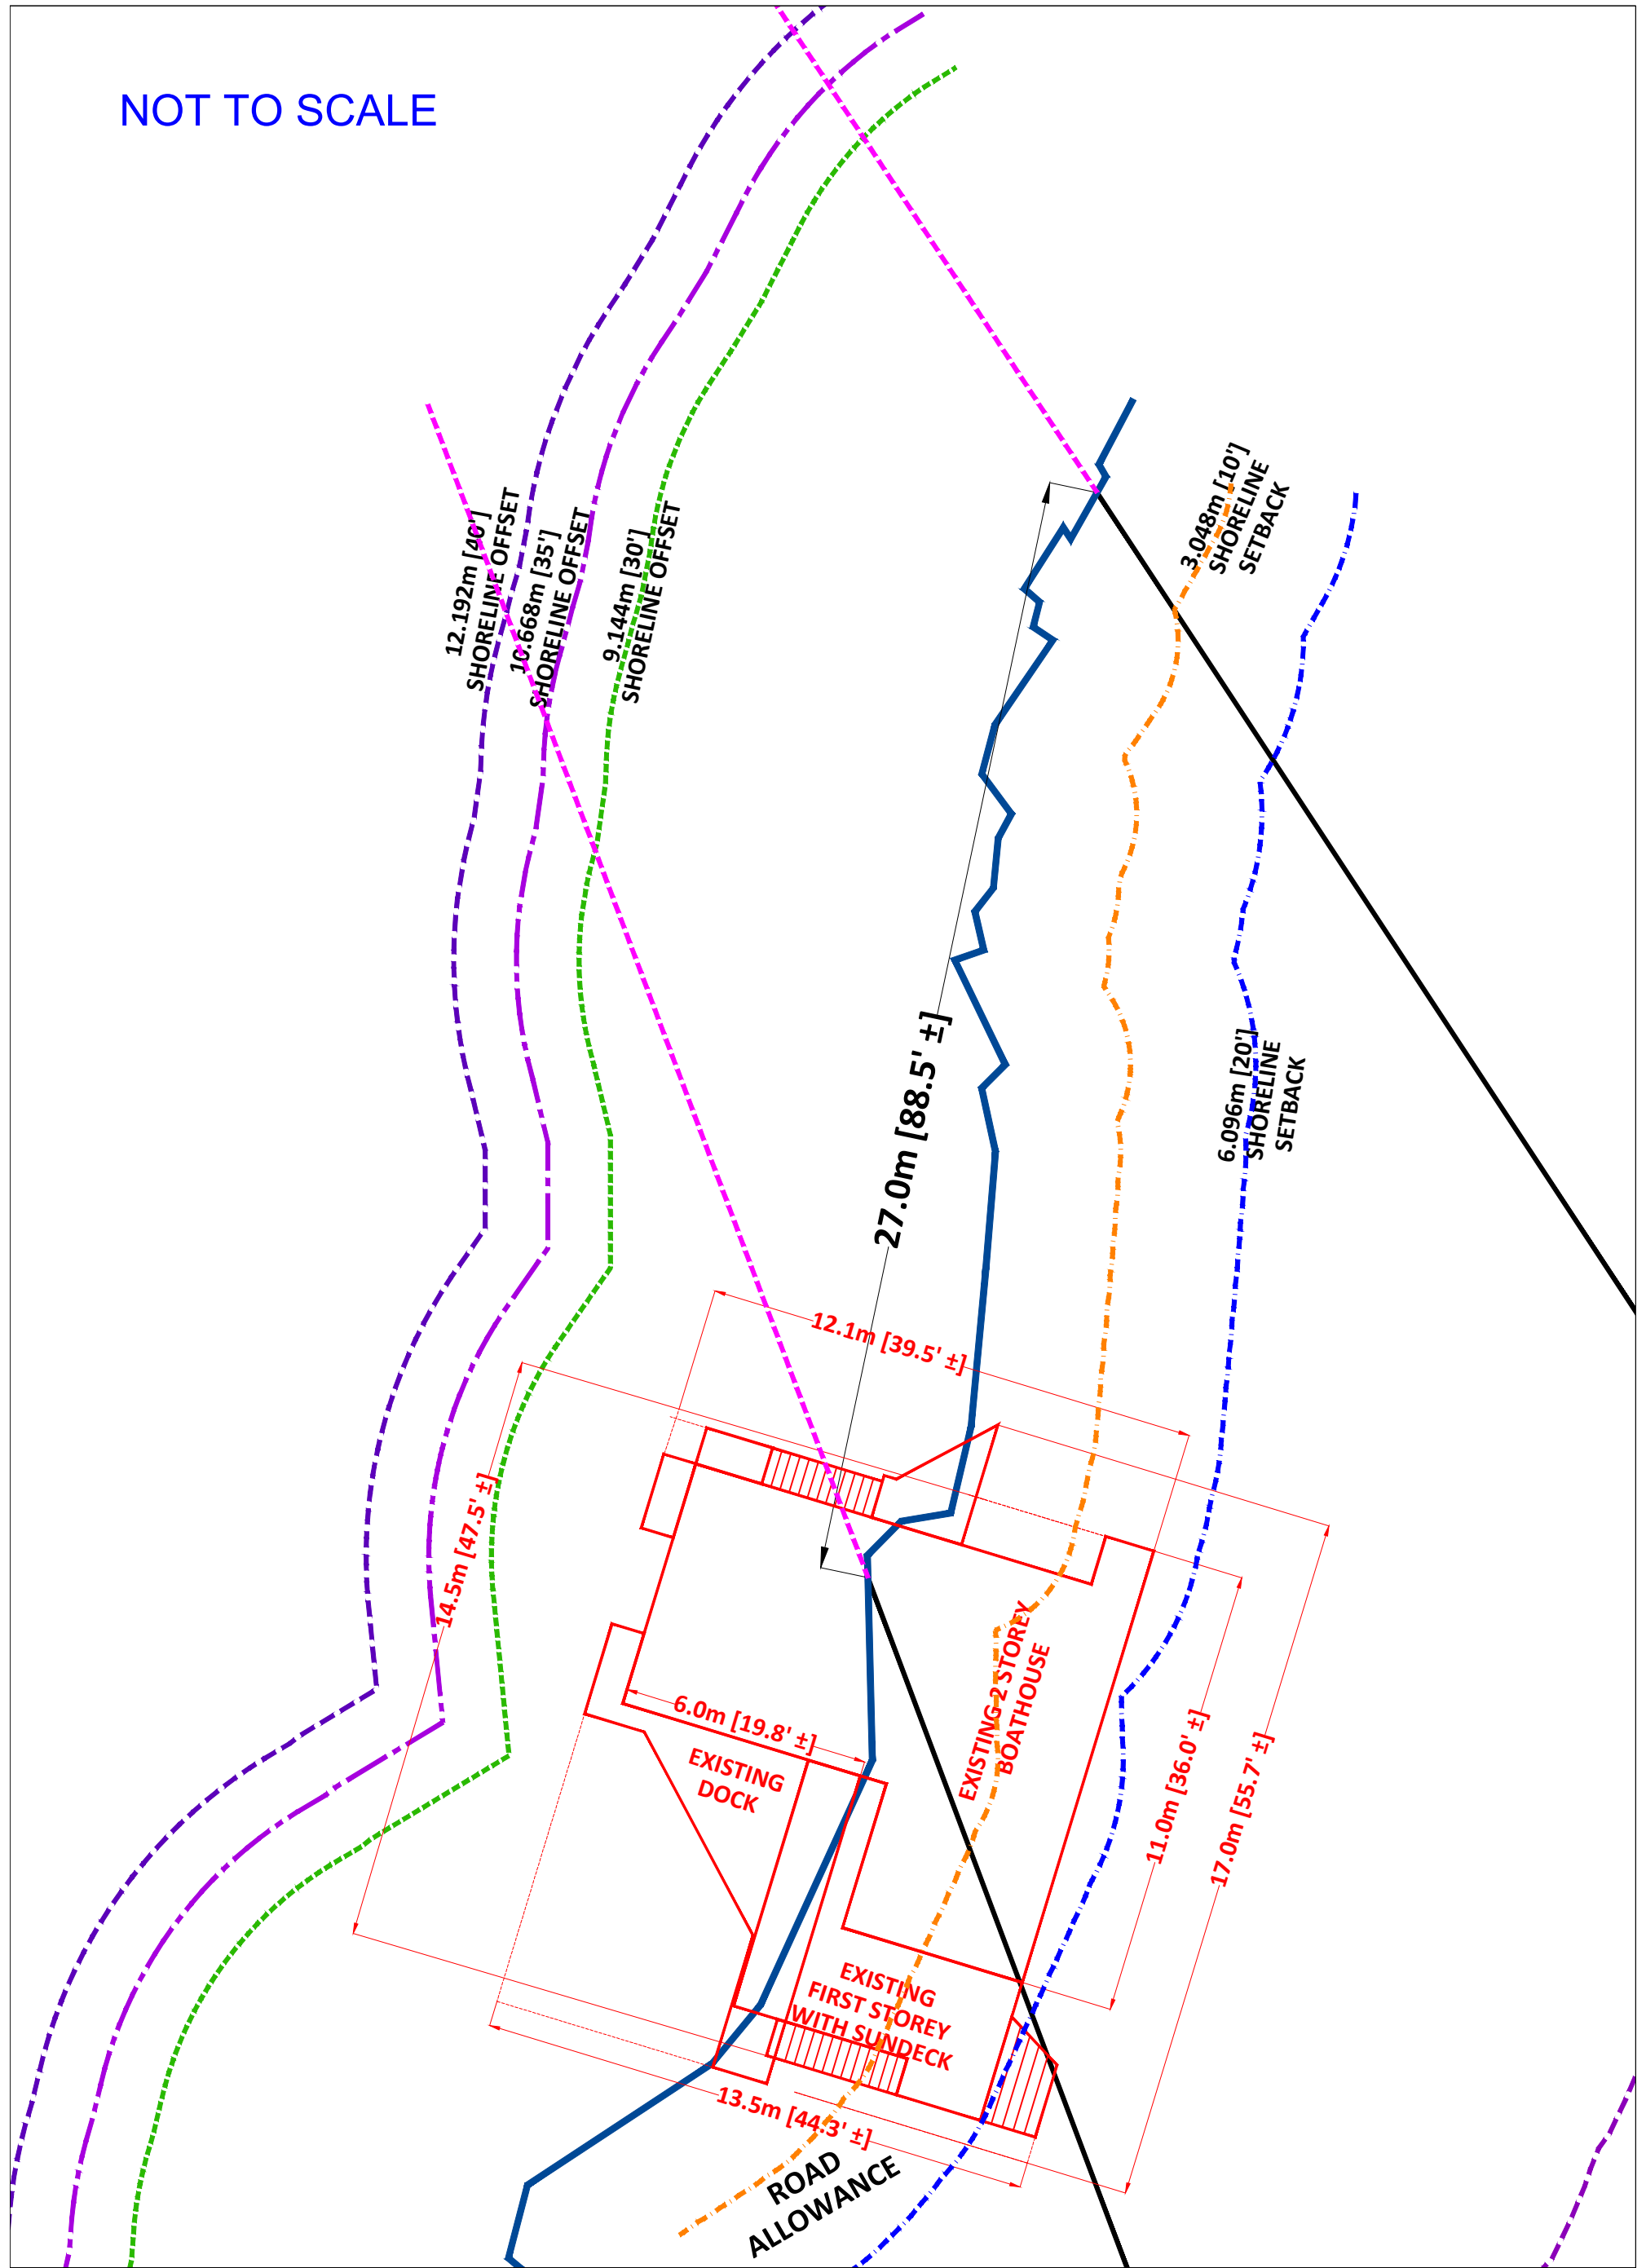 NOT TO SCALE
12.192m [40']
SHORELINE OFFSET
10.668m [35']
SHORELINE OFFSET
9.144m [30']
SHORELINE OFFSET
3.048m [10']
SHORELINE
SETBACK
27.0m [88.5' ±]
6.096m [20']
SHORELINE
SETBACK
12.1m [39.5' ±]
14.5m [47.5' ±]
6.0m [19.8' ±]
EXISTING
DOCK
EXISTING 2 STOREY
BOATHOUSE
11.0m [36.0' ±]
17.0m [55.7' ±]
EXISTING
FIRST STOREY
WITH SUNDECK
13.5m [44.3' ±]
ROAD
ALLOWANCE